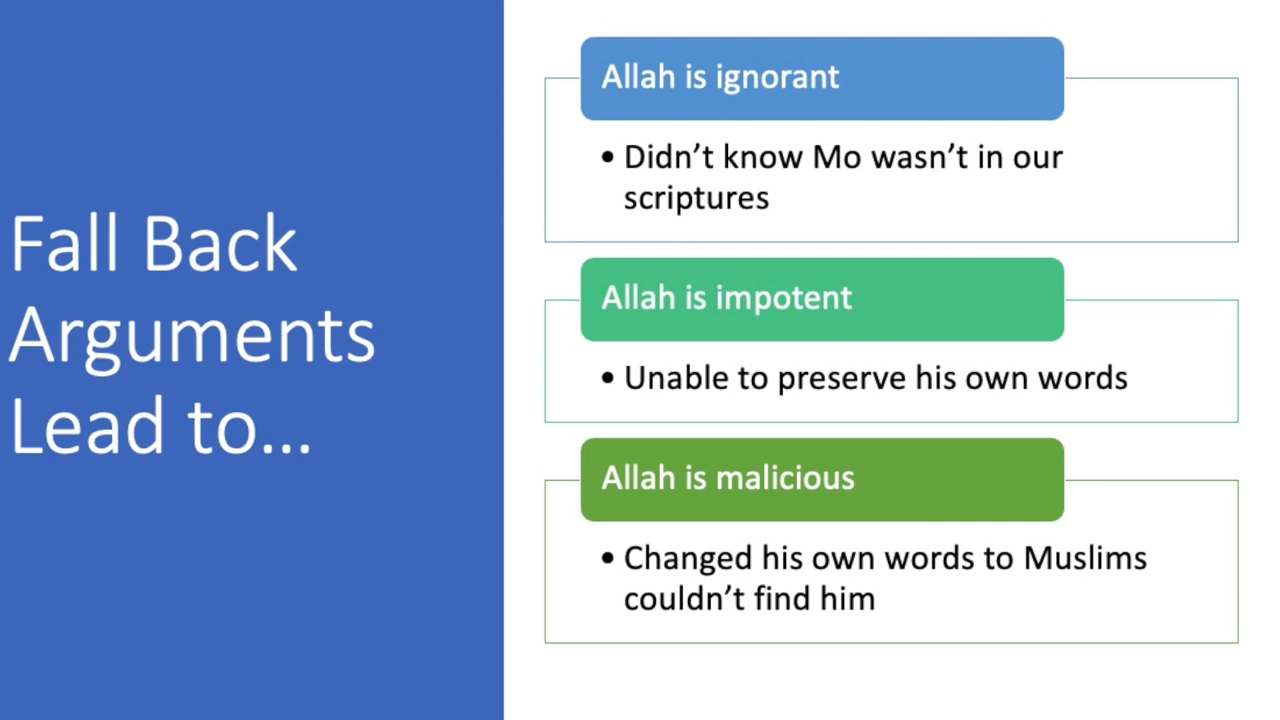 Fall Back
Arguments
Lead to...
Allah is ignorant
• Didn't know Mo wasn't in our
scriptures
Allah is impotent
• Unable to preserve his own words
Allah is malicious
• Changed his own words to Muslims
couldn't find him